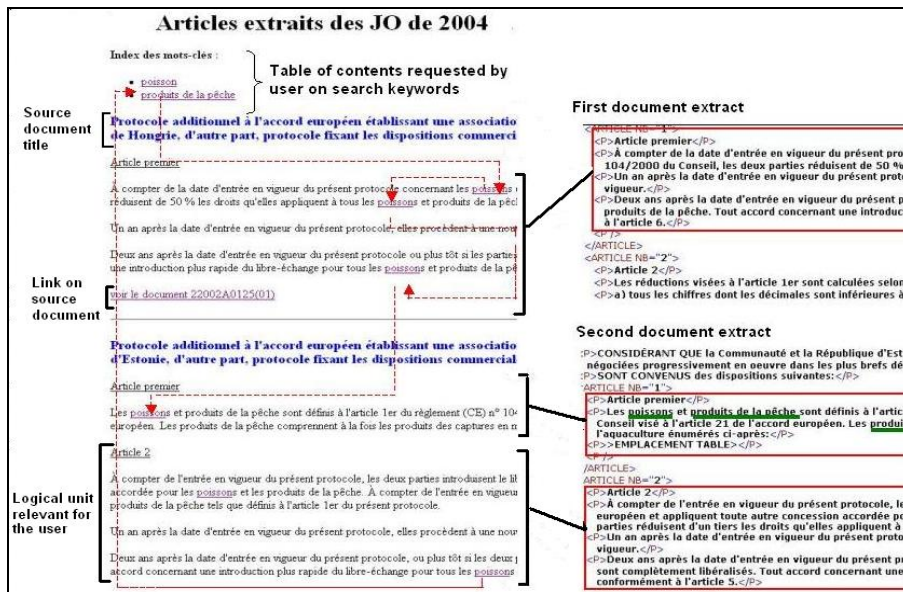 Articles extraits des JO de 2004
Index des mots-clés :
poisson
produits de la pêche
Table of contents requested by
user on search keywords
Source
document
title
Protocole additionnel à l'accord européen établissant une associatio
de Hongrie, d'autre part, protocole fixant les dispositions commerci
Article premier
À compter de la date d'entrée en vigueur du présent protocole concernant les poissons
réduisent de 50 % les droits qu'elles appliquent à tous les poissons et produits de la pêc
Un an après la date d'entrée en vigueur du présent protocole, elles procèdent à une nou
Deux ans après la date d'entrée en vigueur du présent protocole ou plus tôt si les partie
une introduction plus rapide du libre-échange pour tous les poissons et produits de la pê
Link on
source
document
voir le document 22002A0125(01)
Protocole additionnel à l'accord européen établissant une associatio
d'Estonie, d'autre part, protocole fixant les dispositions commercial
Article premier
Les poissons et produits de la pêche sont définis à l'article 1er du règlement (CE) n° 104
européen. Les produits de la pêche comprennent à la fois les produits des captures en m
Article 2
Logical unit
relevant for
the user
À compter de l'entrée en vigueur du présent protocole, les deux parties introduisent le li
accordée pour les poissons et les produits de la pêche. À compter de l'entrée en vigueur
produits de la pêche tels que définis à l'article 1er du présent protocole.
Un an après la date d'entrée en vigueur du présent protocole, elles procèdent à une nou
Deux ans après la date d'entrée en vigueur du présent protocole, ou plus tôt si les deux p
accord concernant une introduction plus rapide du libre-échange pour tous les poissons
First document extract
<ARTICLE NB="1">
<P>Article premier</P>
<P>À compter de la date d'entrée en vigueur du présent pro
104/2000 du Conseil, les deux parties réduisent de 50 %
<P>Un an après la date d'entrée en vigueur du présent proto
vigueur.</P>
<P>Deux ans après la date d'entrée en vigueur du présent p
produits de la pêche. Tout accord concernant une introduc
à l'article 6.</P>
<P />
</ARTICLE>
<ARTICLE NB="2">
<P>Article 2</P>
<P>Les réductions visées à l'article 1er sont calculées selon
<P>a) tous les chiffres dont les décimales sont inférieures à
Second document extract
:P>CONSIDÉRANT QUE la Communauté et la République d'Est
négociées progressivement en oeuvre dans les plus brefs dé
:P>SONT CONVENUS des dispositions suivantes:</P>
ARTICLE NB="1">
<P>Article premier</P>
<P>Les poissons et produits de la pêche sont définis à l'artic
Conseil visé à l'article 21 de l'accord européen. Les produi
l'aquaculture énumérés ci-après:</P>
<P>>EMPLACEMENT TABLE></P>
<P />
/ARTICLE>
ARTICLE NB="2">
<P>Article 2</P>
<P>À compter de l'entrée en vigueur du présent protocole, le
européen et appliquent toute autre concession accordée po
parties réduisent d'un tiers les droits qu'elles appliquent à
<P>Un an après la date d'entrée en vigueur du présent proto
vigueur.</P>
<P>Deux ans après la date d'entrée en vigueur du présent pr
sont complètement libéralisés. Tout accord concernant une
conformément à l'article 5.</P>